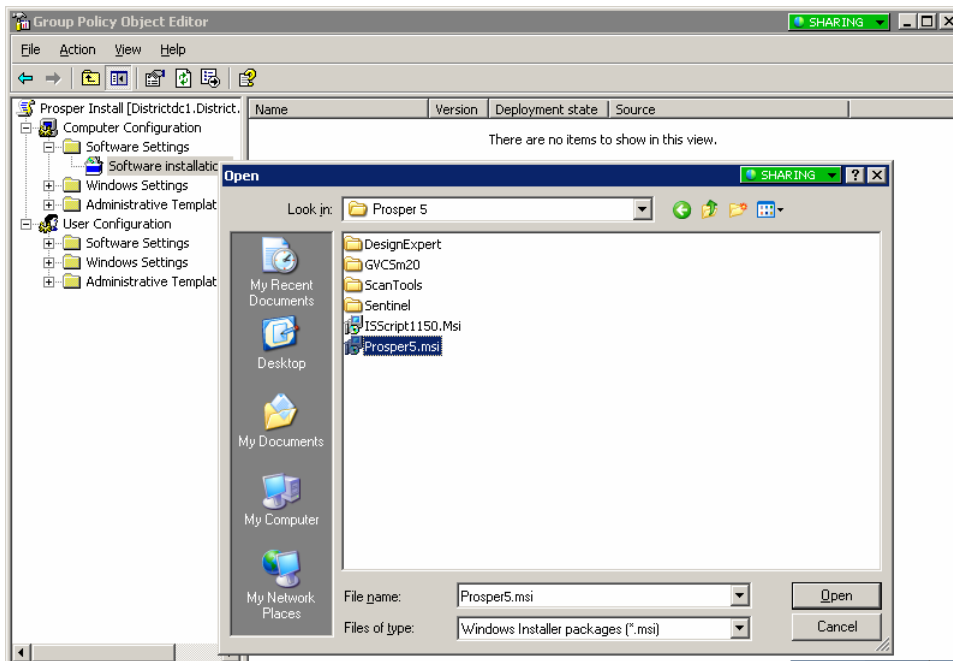 Group Policy Object Editor
SHARING
File Action View Help
Prosper Install [Districtdc1.District.
Computer Configuration
Software Settings
Software installatic
Windows Settings
Administrative Templat
User Configuration
Software Settings
Windows Settings
Administrative Templat
Name Version Deployment state Source
There are no items to show in this view.
Open
SHARING
Look in: Prosper 5
My Recent
Documents
Desktop
My Documents
My Computer
My Network
Places
DesignExpert
GVC5m20
ScanTools
Sentinel
ISScript1150.Msi
Prosper5.msi
File name: Prosper5.msi Open
Files of type: Windows Installer packages (*.msi) Cancel